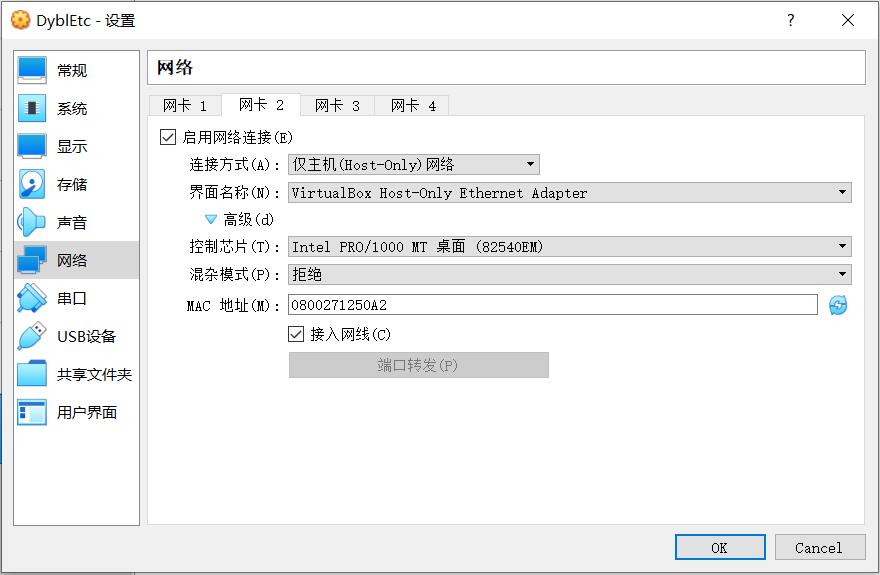 DyblEtc - 设置
?
常规
系统
显示
存储
声音
网络
串口
USB设备
共享文件夹
用户界面
网络
网卡 1 网卡 2 网卡 3 网卡 4
启用网络连接(E)
连接方式(A): 仅主机(Host-Only)网络
界面名称(N): VirtualBox Host-Only Ethernet Adapter
高级(d)
控制芯片(T): Intel PRO/1000 MT 桌面 (82540EM)
混杂模式(P): 拒绝
MAC 地址(M): 0800271250A2
接入网线(C)
端口转发(P)
OK Cancel